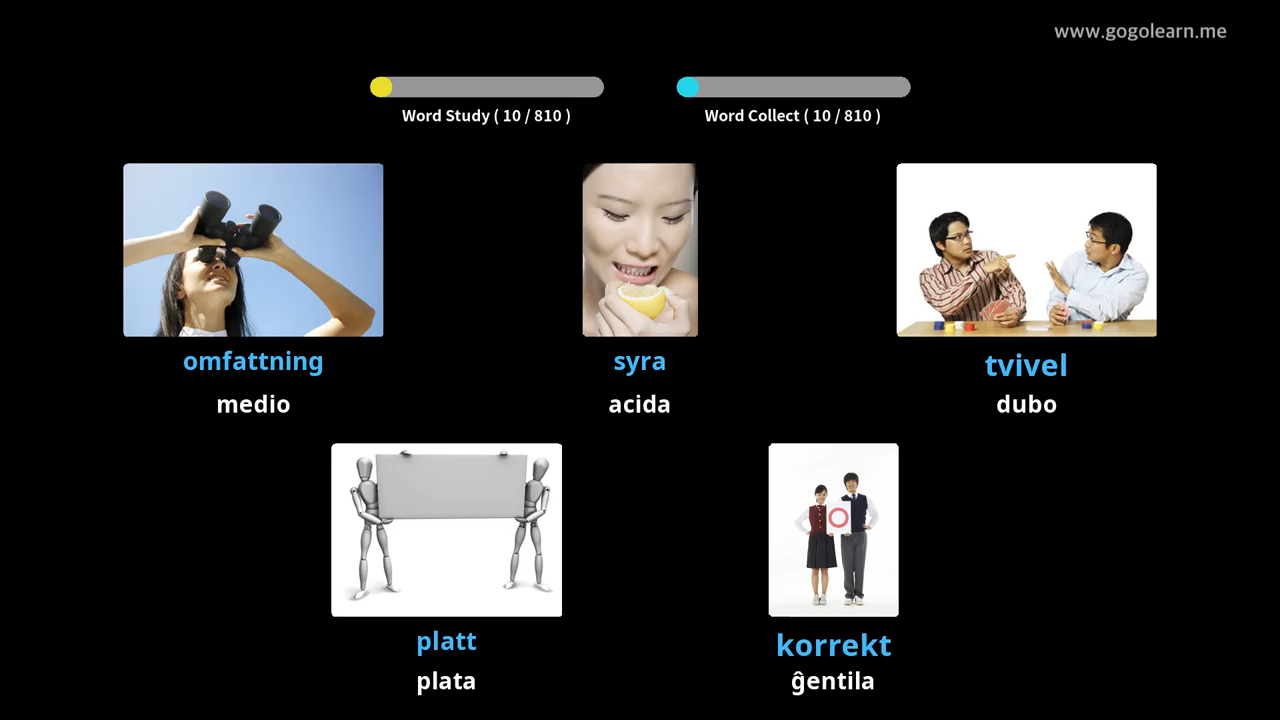 www.gogolearn.me
Word Study ( 10 / 810 )
Word Collect ( 10 / 810 )
omfattning
medio
syra
acida
tvivel
dubo
platt
plata
korrekt
ĝentila